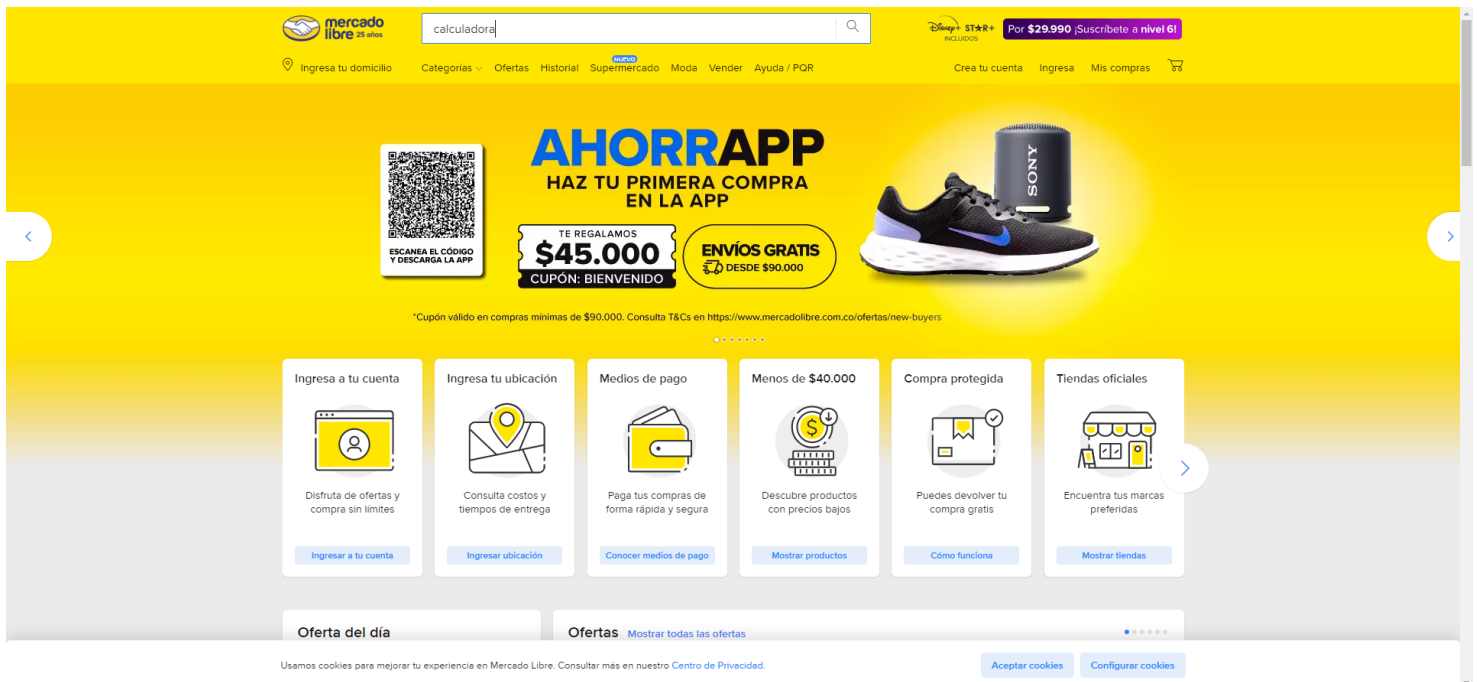 mercado
libre 25 años
calculadora
Disney+ ST★R+
INCLUIDOS
Por $29.990 ¡Suscríbete a nivel 6!
Ingresa tu domicilio
Categorías
Ofertas
Historial
NUEVO
Supermercado
Moda
Vender
Ayuda / PQR
Crea tu cuenta
Ingresa
Mis compras
ESCANEA EL CÓDIGO
Y DESCARGA LA APP
AHORRAPP
HAZ TU PRIMERA COMPRA
EN LA APP
TE REGALAMOS
$45.000
CUPÓN: BIENVENIDO
ENVÍOS GRATIS
DESDE $90.000
SONY
*Cupón válido en compras mínimas de $90.000. Consulta T&Cs en https://www.mercadolibre.com.co/ofertas/new-buyers
Ingresa a tu cuenta
Disfruta de ofertas y
compra sin límites
Ingresar a tu cuenta
Ingresa tu ubicación
Consulta costos y
tiempos de entrega
Ingresar ubicación
Medios de pago
Paga tus compras de
forma rápida y segura
Conocer medios de pago
Menos de $40.000
Descubre productos
con precios bajos
Mostrar productos
Compra protegida
Puedes devolver tu
compra gratis
Cómo funciona
Tiendas oficiales
Encuentra tus marcas
preferidas
Mostrar tiendas
Oferta del día
Ofertas Mostrar todas las ofertas
Usamos cookies para mejorar tu experiencia en Mercado Libre. Consultar más en nuestro Centro de Privacidad.
Aceptar cookies
Configurar cookies